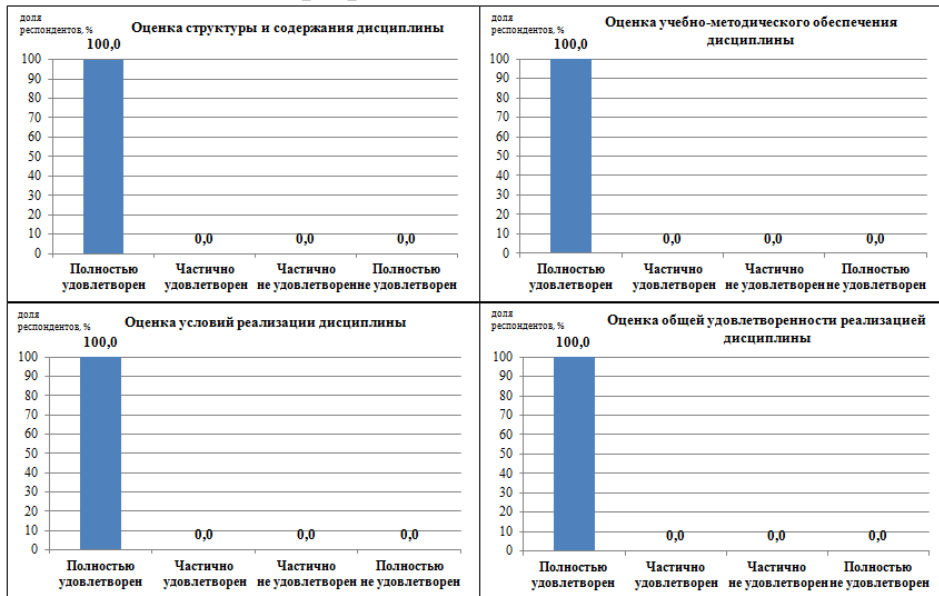 доля
респондентов, %
Оценка структуры и содержания дисциплины
100,0
100
90
80
70
60
50
40
30
20
10
0
0,0 0,0 0,0
Полностью удовлетворен
Частично удовлетворен
Частично не удовлетворен
Полностью не удовлетворен
доля
респондентов, %
Оценка учебно-методического обеспечения
дисциплины
100,0
100
90
80
70
60
50
40
30
20
10
0
0,0 0,0 0,0
Полностью удовлетворен
Частично удовлетворен
Частично не удовлетворен
Полностью не удовлетворен
доля
респондентов, %
Оценка условий реализации дисциплины
100,0
100
90
80
70
60
50
40
30
20
10
0
0,0 0,0 0,0
Полностью удовлетворен
Частично удовлетворен
Частично не удовлетворен
Полностью не удовлетворен
доля
респондентов, %
Оценка общей удовлетворенности реализацией
дисциплины
100,0
100
90
80
70
60
50
40
30
20
10
0
0,0 0,0 0,0
Полностью удовлетворен
Частично удовлетворен
Частично не удовлетворен
Полностью не удовлетворен